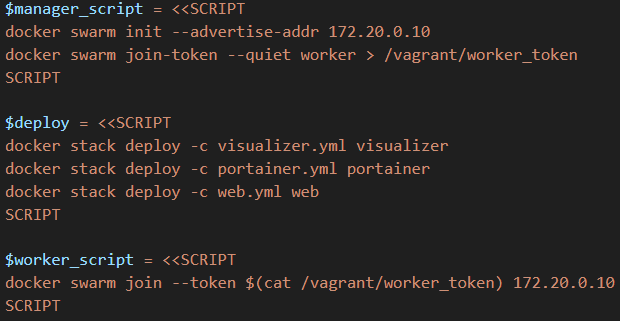 $manager_script = <<SCRIPT
docker swarm init --advertise-addr 172.20.0.10
docker swarm join-token --quiet worker > /vagrant/worker_token
SCRIPT
$deploy = <<SCRIPT
docker stack deploy -c visualizer.yml visualizer
docker stack deploy -c portainer.yml portainer
docker stack deploy -c web.yml web
SCRIPT
$worker_script = <<SCRIPT
docker swarm join --token $(cat /vagrant/worker_token) 172.20.0.10
SCRIPT